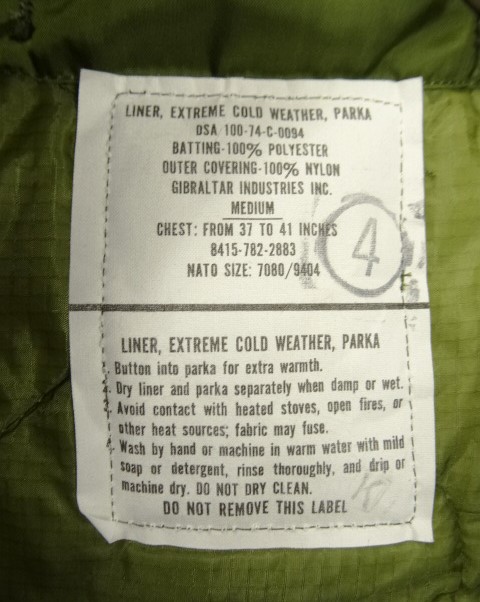 LINER, EXTREME COLD WEATHER, PARKA
DSA 100-74-C-0094
BATTING-100% POLYESTER
OUTER COVERING-100% NYLON
GIBRALTAR INDUSTRIES INC.
MEDIUM
CHEST: FROM 37 TO 41 INCHES
4
8415-782-2883
NATO SIZE: 7080/9404
LINER, EXTREME COLD WEATHER, PARKA
Button into parka for extra warmth.
Dry liner and parka separately when damp or wet.
Avoid contact with heated stoves, open fires, or
other heat sources; fabric may fuse.
Wash by hand or machine in warm water with mild
soap or detergent, rinse thoroughly, and drip or
machine dry. DO NOT DRY CLEAN.
DO NOT REMOVE THIS LABEL